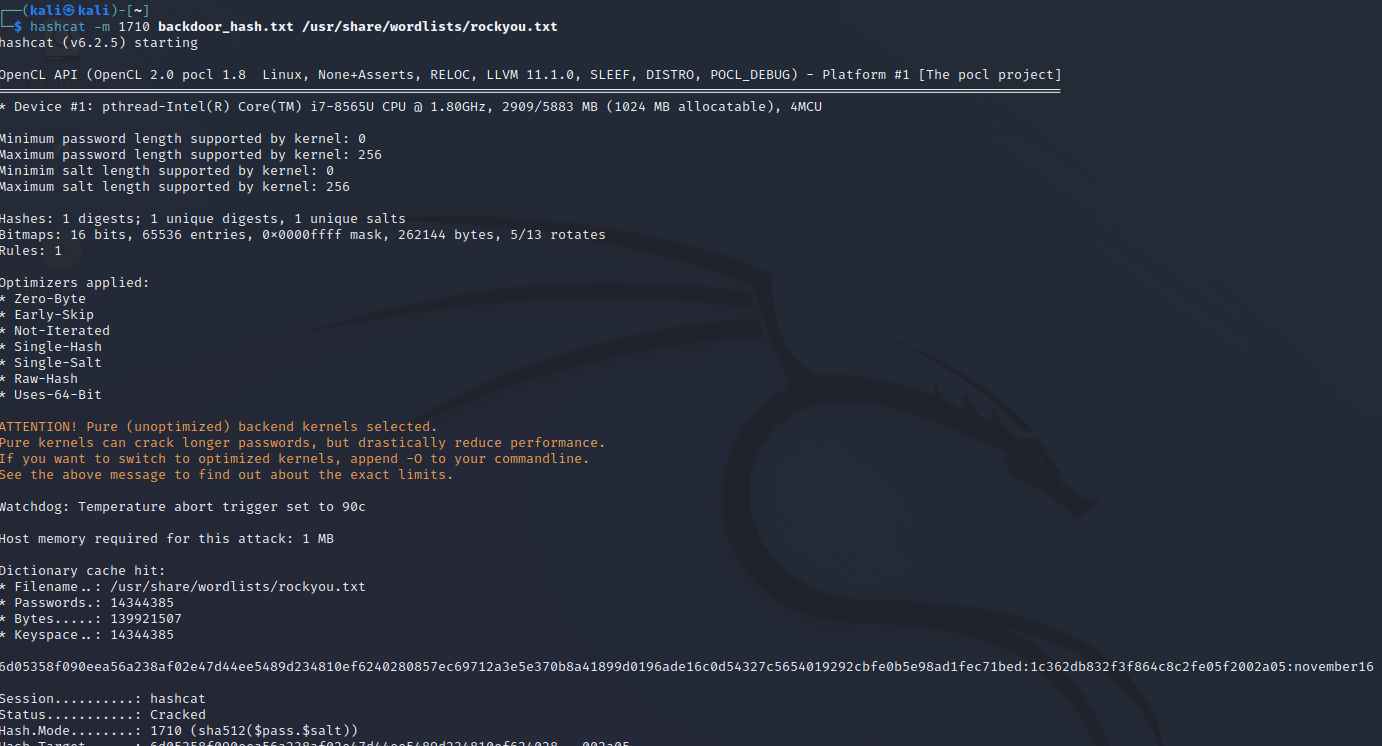 ┌──(kali㉿kali)-[~]
└─$ hashcat -m 1710 backdoor_hash.txt /usr/share/wordlists/rockyou.txt
hashcat (v6.2.5) starting
OpenCL API (OpenCL 2.0 pocl 1.8  Linux, None+Asserts, RELOC, LLVM 11.1.0, SLEEF, DISTRO, POCL_DEBUG) - Platform #1 [The pocl project]
* Device #1: pthread-Intel(R) Core(TM) i7-8565U CPU @ 1.80GHz, 2909/5883 MB (1024 MB allocatable), 4MCU
Minimum password length supported by kernel: 0
Maximum password length supported by kernel: 256
Minimim salt length supported by kernel: 0
Maximum salt length supported by kernel: 256
Hashes: 1 digests; 1 unique digests, 1 unique salts
Bitmaps: 16 bits, 65536 entries, 0x0000ffff mask, 262144 bytes, 5/13 rotates
Rules: 1
Optimizers applied:
* Zero-Byte
* Early-Skip
* Not-Iterated
* Single-Hash
* Single-Salt
* Raw-Hash
* Uses-64-Bit
ATTENTION! Pure (unoptimized) backend kernels selected.
Pure kernels can crack longer passwords, but drastically reduce performance.
If you want to switch to optimized kernels, append -O to your commandline.
See the above message to find out about the exact limits.
Watchdog: Temperature abort trigger set to 90c
Host memory required for this attack: 1 MB
Dictionary cache hit:
* Filename..: /usr/share/wordlists/rockyou.txt
* Passwords.: 14344385
* Bytes.....: 139921507
* Keyspace..: 14344385
6d05358f090eea56a238af02e47d44ee5489d234810ef6240280857ec69712a3e5e370b8a41899d0196ade16c0d54327c5654019292cbfe0b5e98ad1fec71bed:1c362db832f3f864c8c2fe05f2002a05:november16
Session..........: hashcat
Status...........: Cracked
Hash.Mode........: 1710 (sha512($pass.$salt))
Hash.Target......: 6d05358f090eea56a238af02e47d44ee5489d234810ef624028...002a05